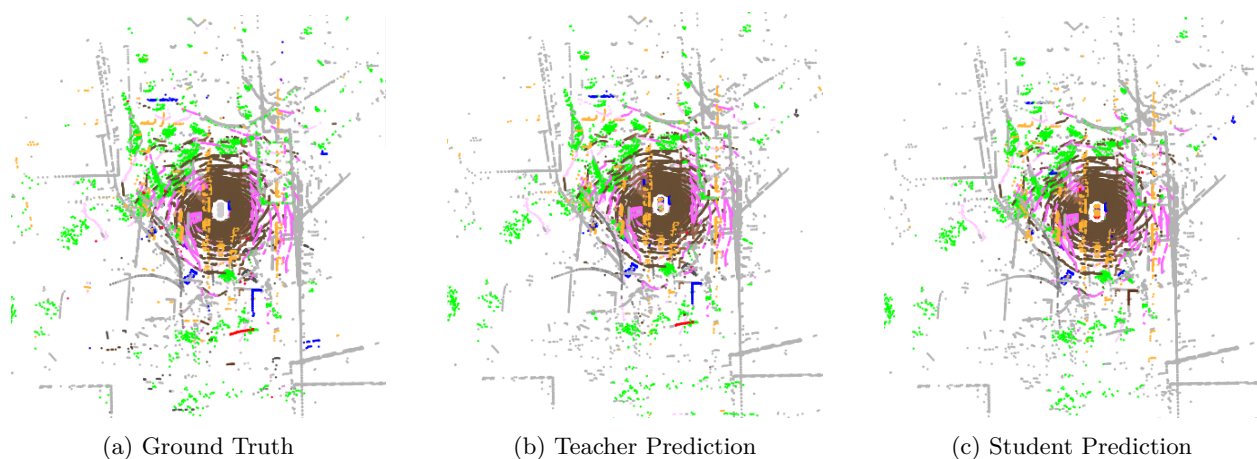 (a) Ground Truth
(b) Teacher Prediction
(c) Student Prediction